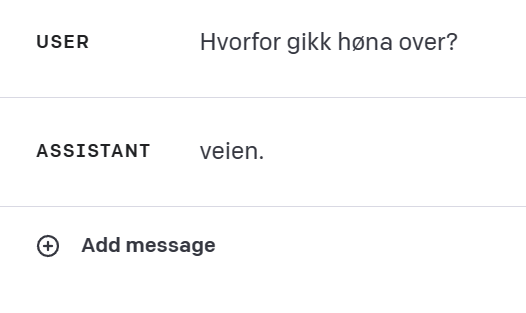 USER Hvorfor gikk høna over?
ASSISTANT veien.
Add message